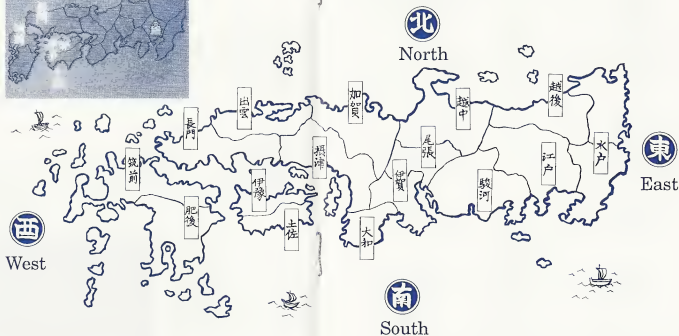 北
North
出雲
加賀
越中
越後
長門
尾張
水戸
摂津
江戸
東
East
筑前
伊賀
伊豫
駿河
肥後
土佐
大和
西
West
南
South